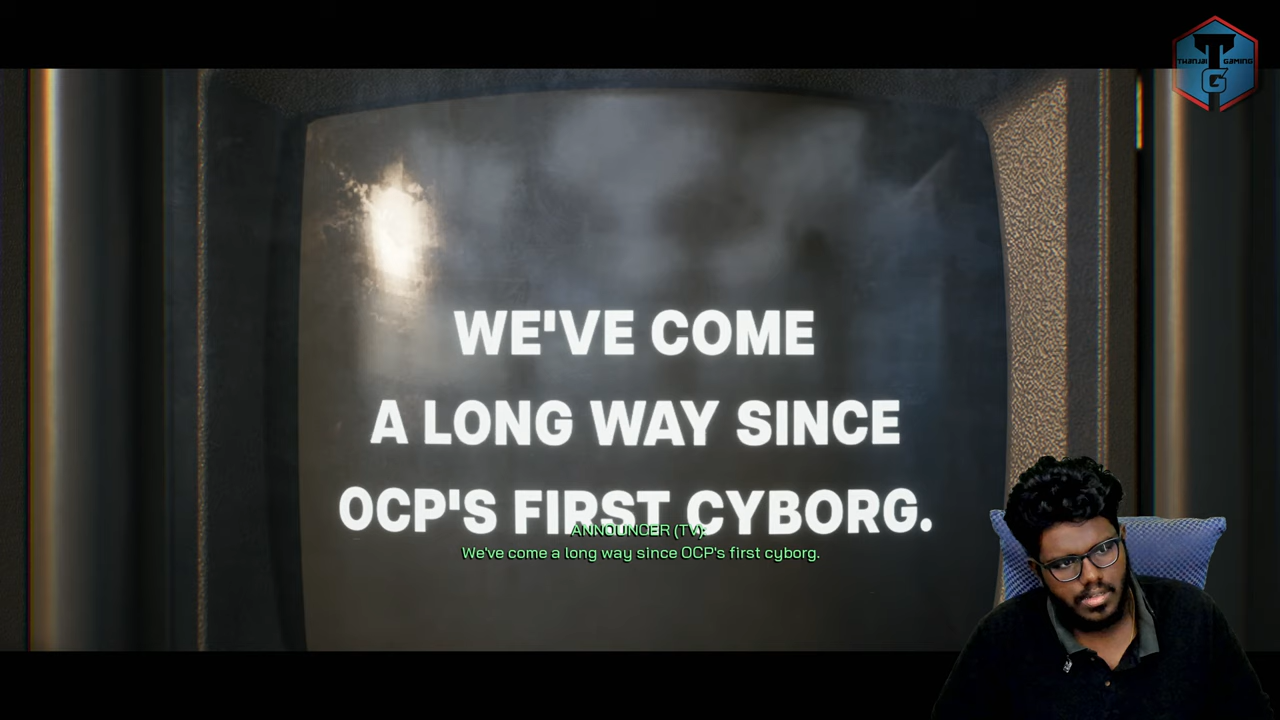 THANJAI GAMING
TG
WE'VE COME
A LONG WAY SINCE
OCP'S FIRST CYBORG.
ANNOUNCER (TV):
We've come a long way since OCP's first cyborg.